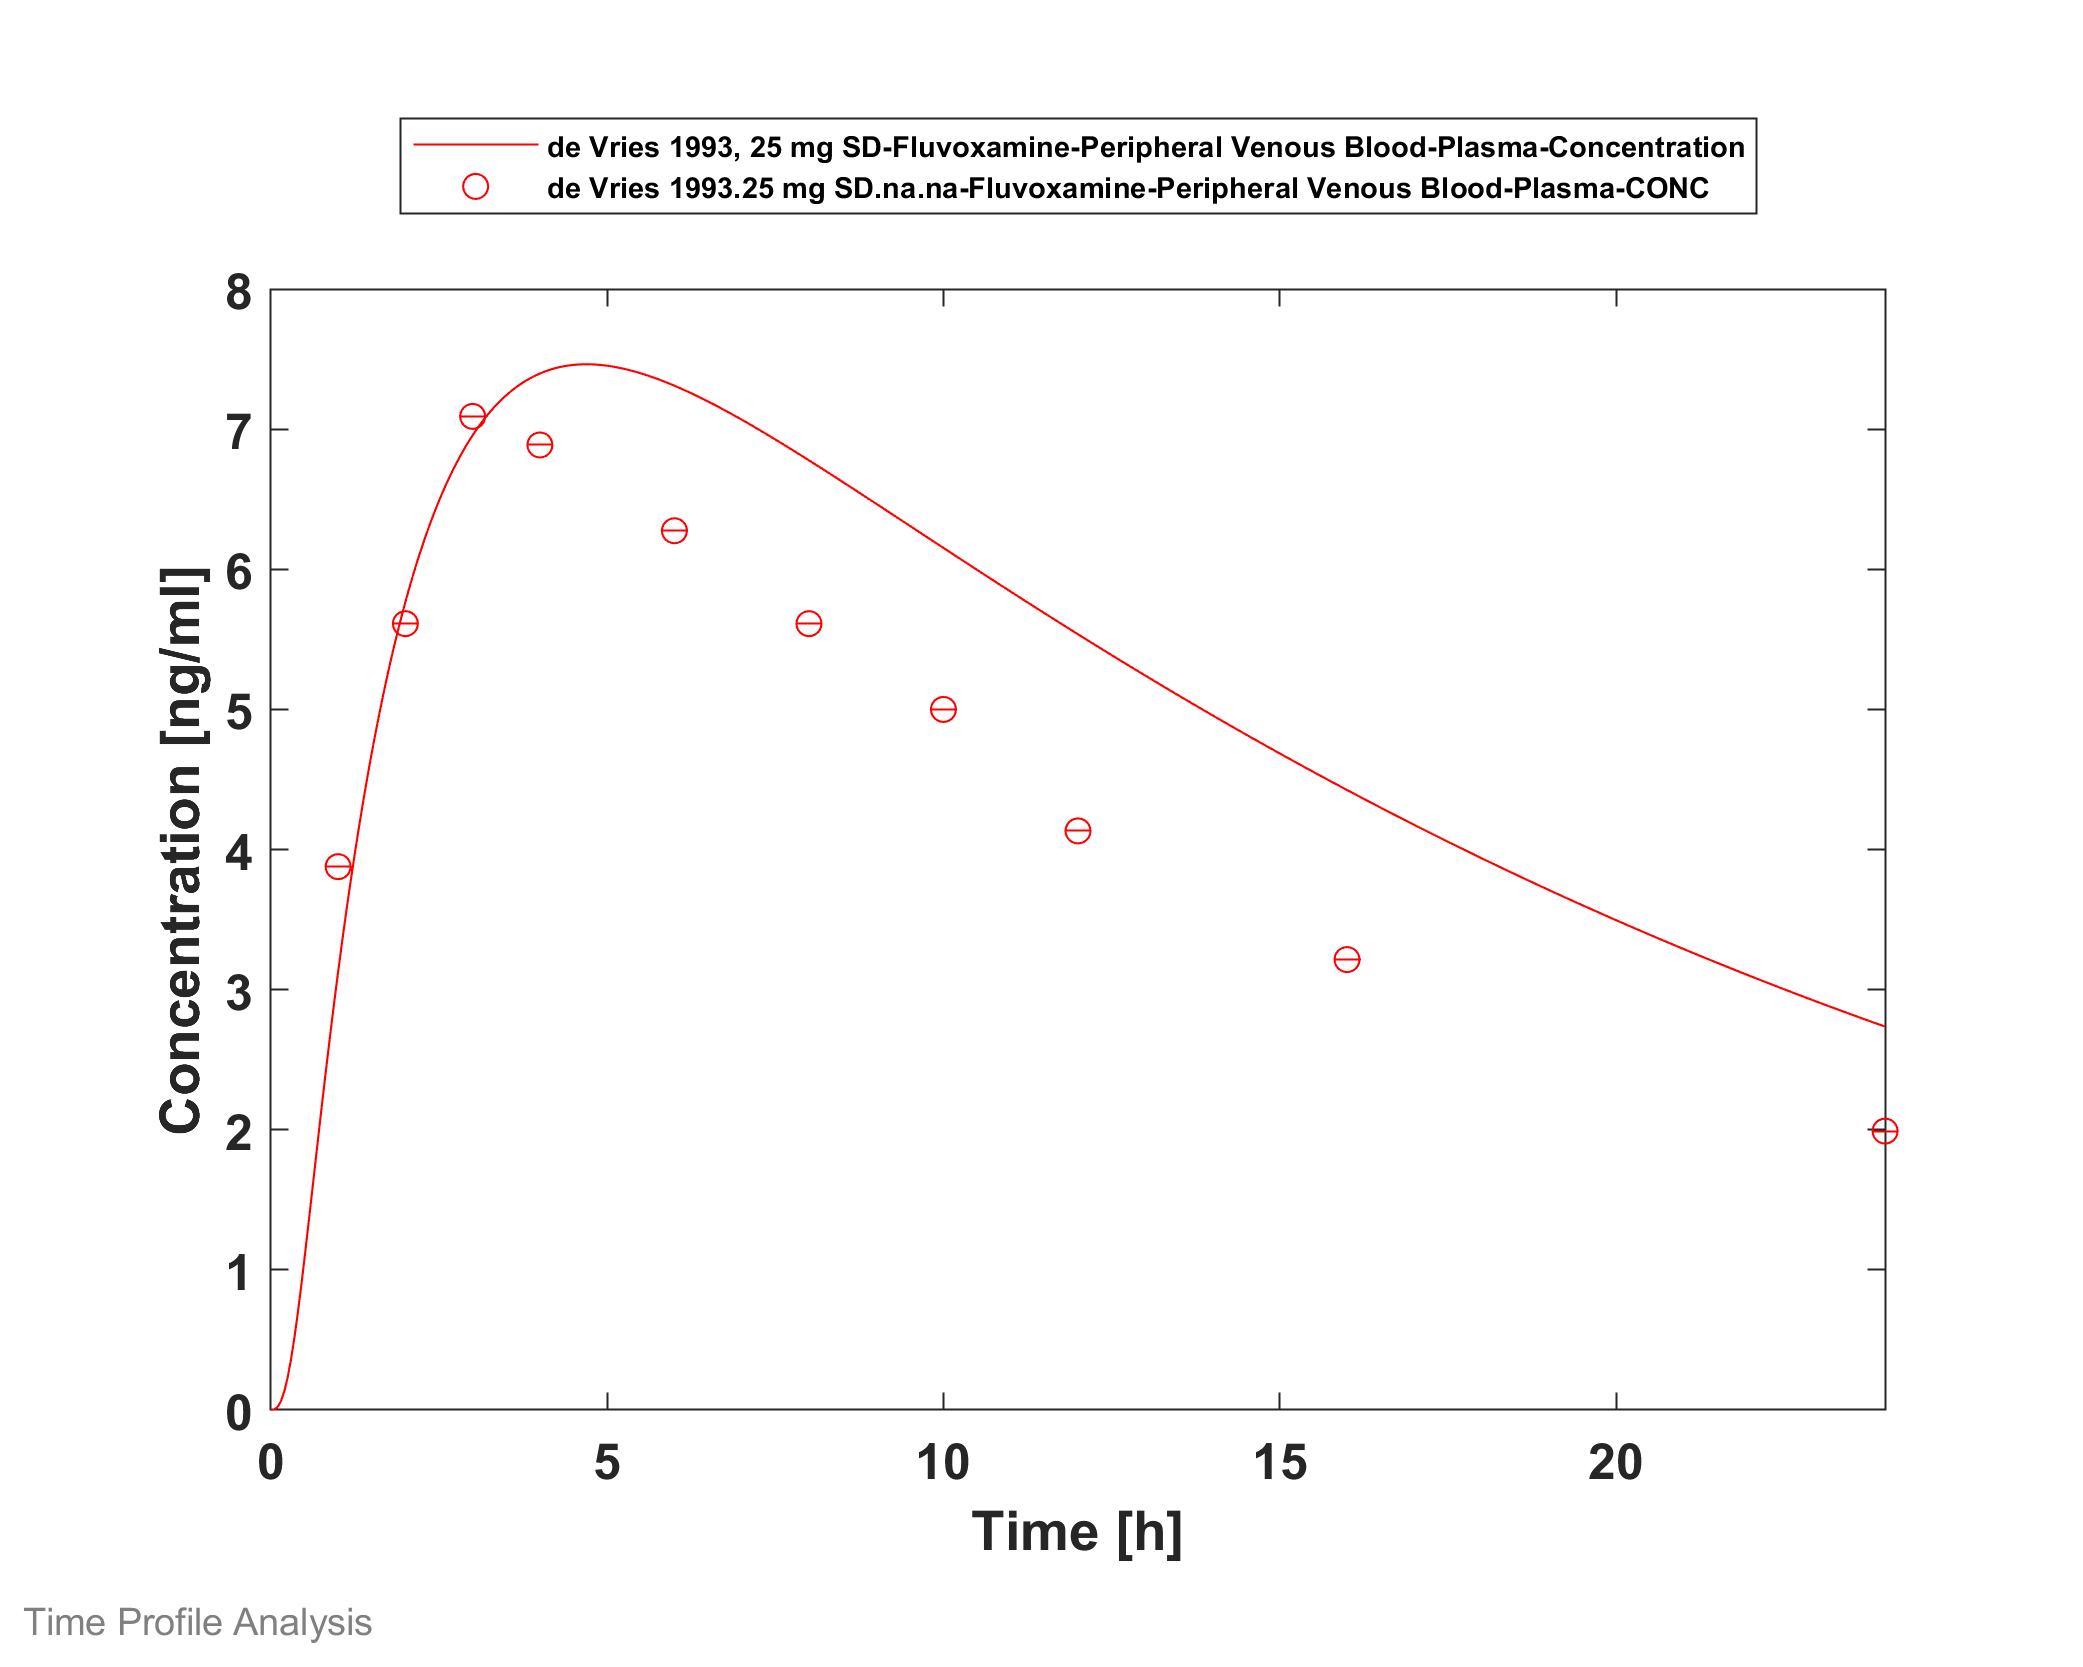 de Vries 1993, 25 mg SD-Fluvoxamine-Peripheral Venous Blood-Plasma-Concentration
de Vries 1993.25 mg SD.na.na-Fluvoxamine-Peripheral Venous Blood-Plasma-CONC
8
7
6
5
4
3
2
1
0
Concentration [ng/ml]
0 5 10 15 20
Time [h]
Time Profile Analysis